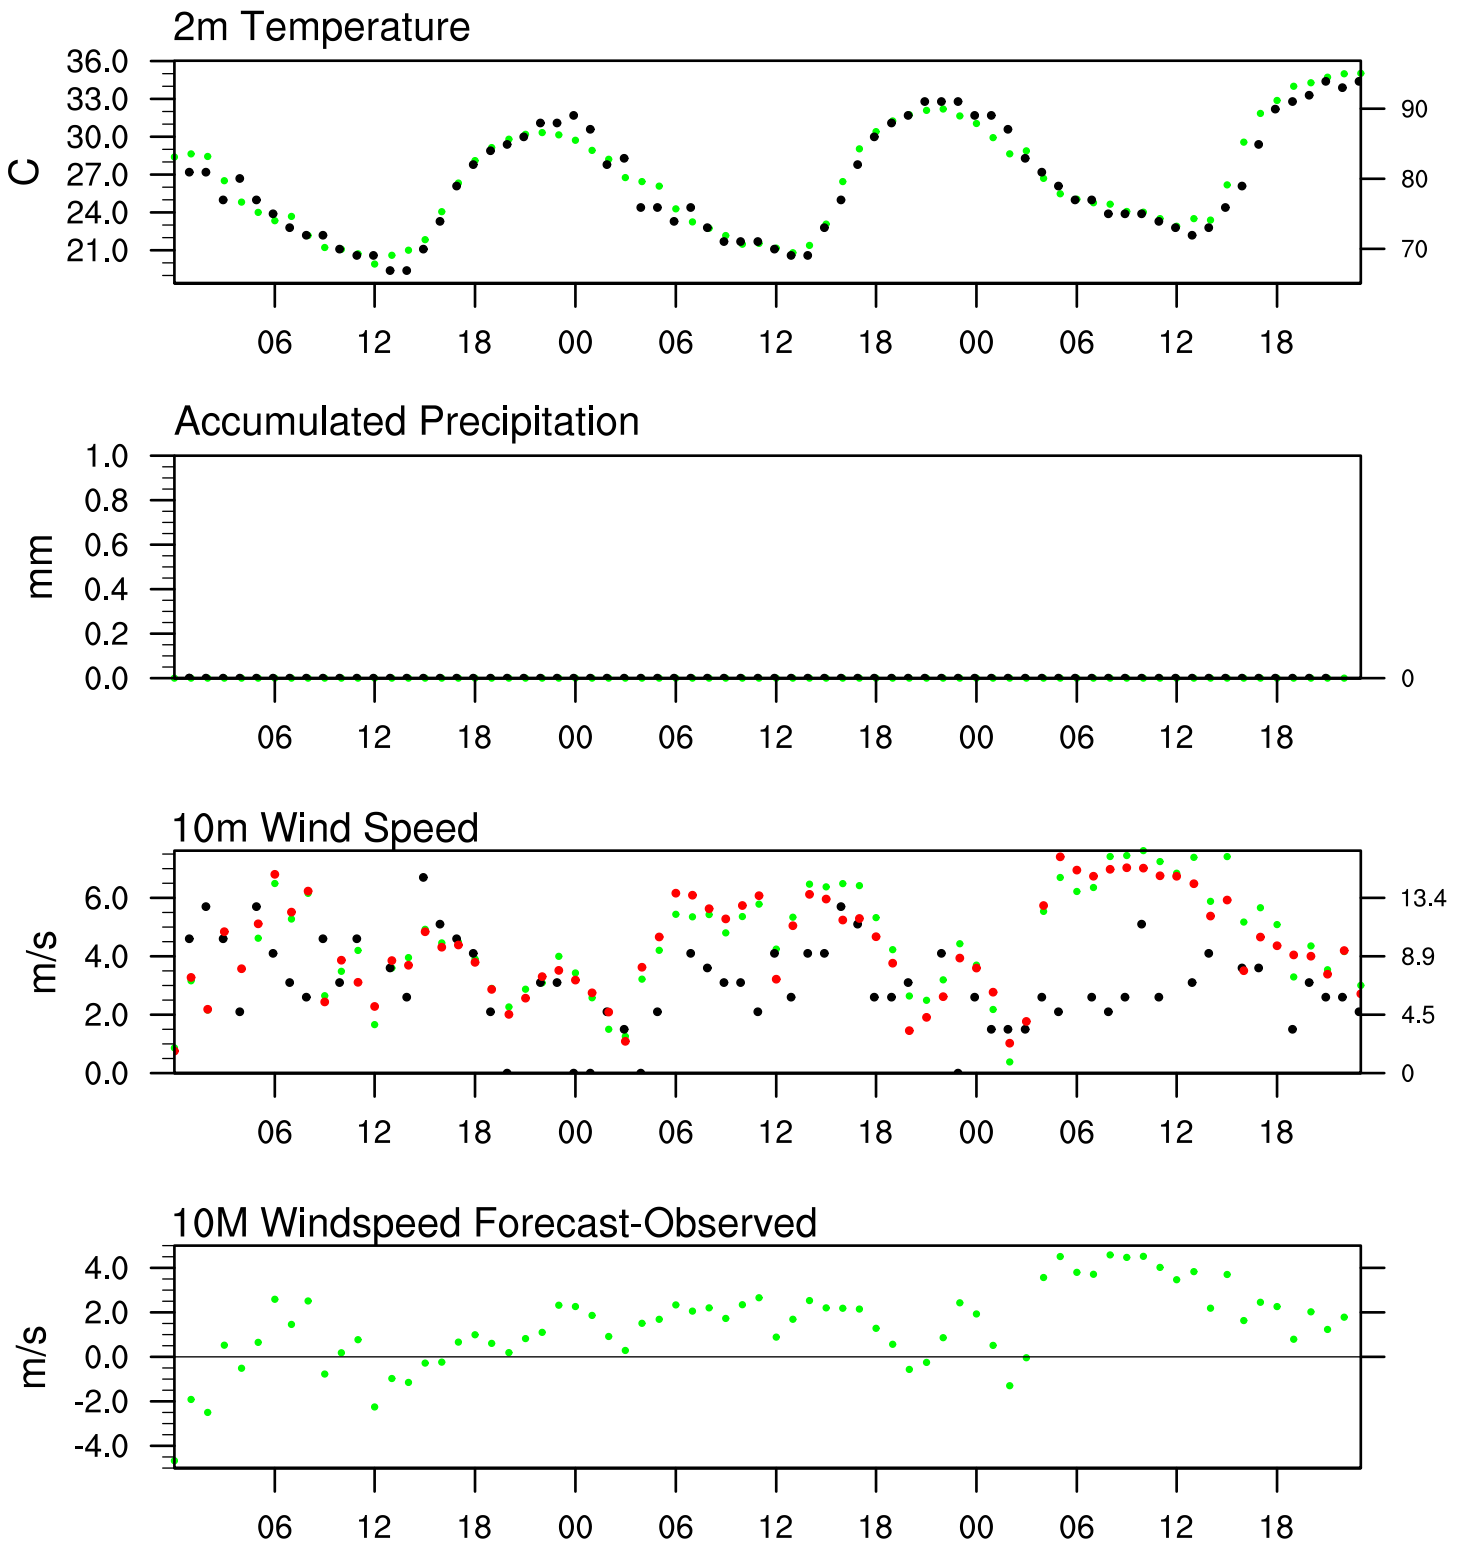 2m Temperature
36.0
33.0
30.0
27.0
24.0
21.0
C
90
80
70
06 12 18 00 06 12 18 00 06 12 18
Accumulated Precipitation
1.0
0.8
0.6
0.4
0.2
0.0
mm
0
06 12 18 00 06 12 18 00 06 12 18
10m Wind Speed
6.0
4.0
2.0
0.0
m/s
13.4
8.9
4.5
0
06 12 18 00 06 12 18 00 06 12 18
10M Windspeed Forecast-Observed
4.0
2.0
0.0
-2.0
-4.0
m/s
06 12 18 00 06 12 18 00 06 12 18